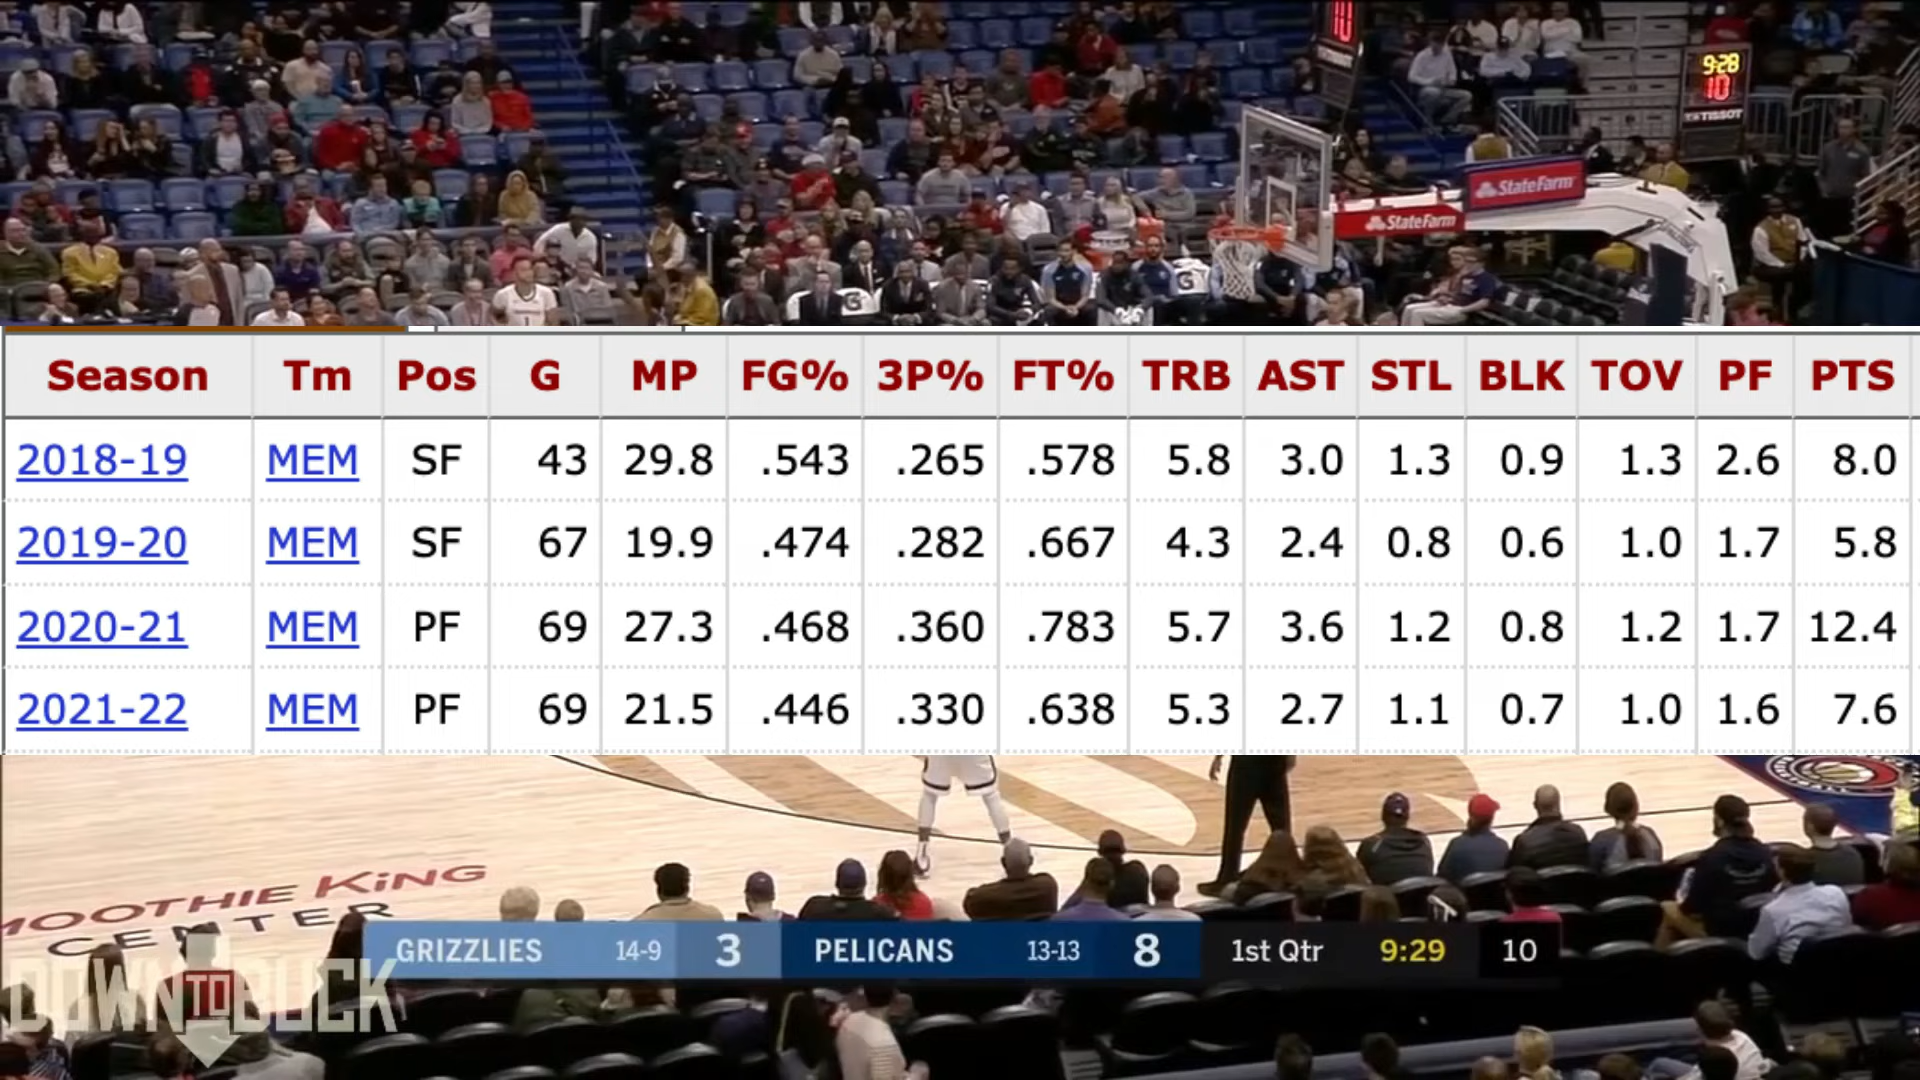 10
9:28
10
TISSOT
StateFarm
StateFarm
G
G
Season Tm Pos G MP FG% 3P% FT% TRB AST STL BLK TOV PF PTS
2018-19 MEM SF 43 29.8 .543 .265 .578 5.8 3.0 1.3 0.9 1.3 2.6 8.0
2019-20 MEM SF 67 19.9 .474 .282 .667 4.3 2.4 0.8 0.6 1.0 1.7 5.8
2020-21 MEM PF 69 27.3 .468 .360 .783 5.7 3.6 1.2 0.8 1.2 1.7 12.4
2021-22 MEM PF 69 21.5 .446 .330 .638 5.3 2.7 1.1 0.7 1.0 1.6 7.6
MOOTHIE KiNG
CENTER
GRIZZLIES 14-9 3 PELICANS 13-13 8 1st Qtr 9:29 10
DOWN TO BUCK